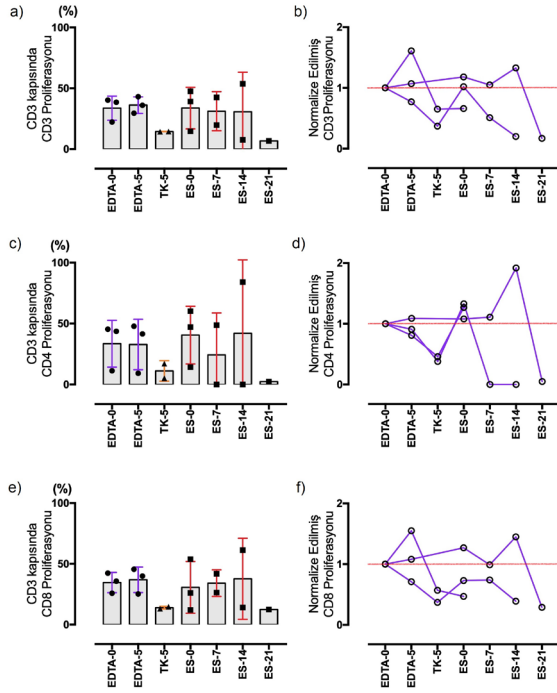 a)
(%)
CD3 kapısında
CD3 Proliferasyonu
100
50
0
EDTA-0
EDTA-5
TK-5
ES-0
ES-7
ES-14
ES-21
b)
Normalize Edilmiş
CD3 Proliferasyonu
3
2
1
0
EDTA-0
EDTA-5
TK-5
ES-0
ES-7
ES-14
ES-21
c)
(%)
CD3 kapısında
CD4 Proliferasyonu
100
50
0
EDTA-0
EDTA-5
TK-5
ES-0
ES-7
ES-14
ES-21
d)
Normalize Edilmiş
CD4 Proliferasyonu
2
1
0
EDTA-0
EDTA-5
TK-5
ES-0
ES-7
ES-14
ES-21
e)
(%)
CD3 kapısında
CD8 Proliferasyonu
100
50
0
EDTA-0
EDTA-5
TK-5
ES-0
ES-7
ES-14
ES-21
f)
Normalize Edilmiş
CD8 Proliferasyonu
2
1
0
EDTA-0
EDTA-5
TK-5
ES-0
ES-7
ES-14
ES-21